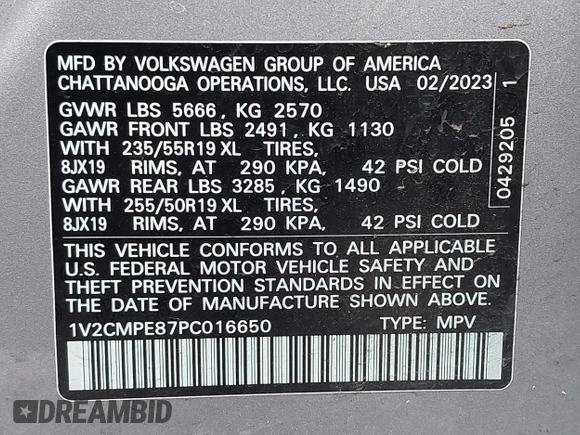 MFD BY VOLKSWAGEN GROUP OF AMERICA
CHATTANOOGA OPERATIONS, LLC. USA 02/2023
GVWR LBS 5666, KG 2570
GAWR FRONT LBS 2491, KG 1130
WITH 235/55R19 XL TIRES,
8JX19 RIMS, AT 290 KPA, 42 PSI COLD
GAWR REAR LBS 3285, KG 1490
WITH 255/50R19 XL TIRES,
8JX19 RIMS, AT 290 KPA, 42 PSI COLD
THIS VEHICLE CONFORMS TO ALL APPLICABLE
U.S. FEDERAL MOTOR VEHICLE SAFETY AND
THEFT PREVENTION STANDARDS IN EFFECT ON
THE DATE OF MANUFACTURE SHOWN ABOVE.
1V2CMPE87PC016650 TYPE: MPV
0429205 1
DREAMBID